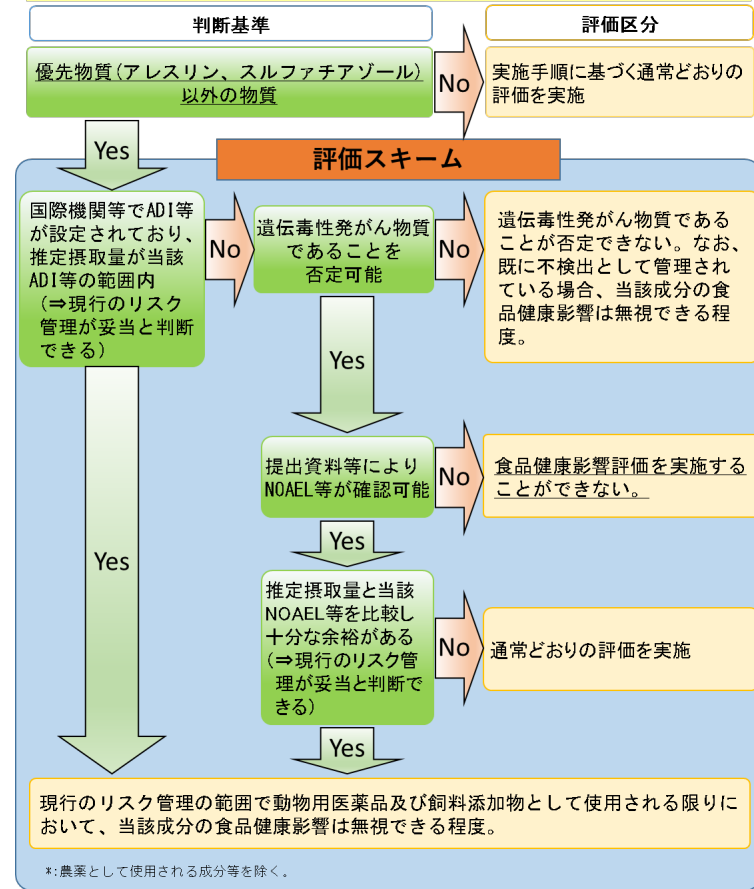 判断基準
評価区分
優先物質(アレスリン、スルファチアゾール)
以外の物質
No
実施手順に基づく通常どおりの
評価を実施
Yes
評価スキーム
国際機関等でADI等
が設定されており、
推定摂取量が当該
ADI等の範囲内
(⇒現行のリスク
管理が妥当と判断
できる)
No
遺伝毒性発がん物質
であることを
否定可能
No
遺伝毒性発がん物質である
ことが否定できない。なお、
既に不検出として管理され
ている場合、当該成分の食
品健康影響は無視できる程
度。
Yes
提出資料等により
NOAEL等が確認可能
No
食品健康影響評価を実施する
ことができない。
Yes
Yes
推定摂取量と当該
NOAEL等を比較し
十分な余裕がある
(⇒現行のリスク管
理が妥当と判断で
きる)
No
通常どおりの評価を実施
Yes
現行のリスク管理の範囲で動物用医薬品及び飼料添加物として使用される限りに
おいて、当該成分の食品健康影響は無視できる程度。
*:農薬として使用される成分等を除く。